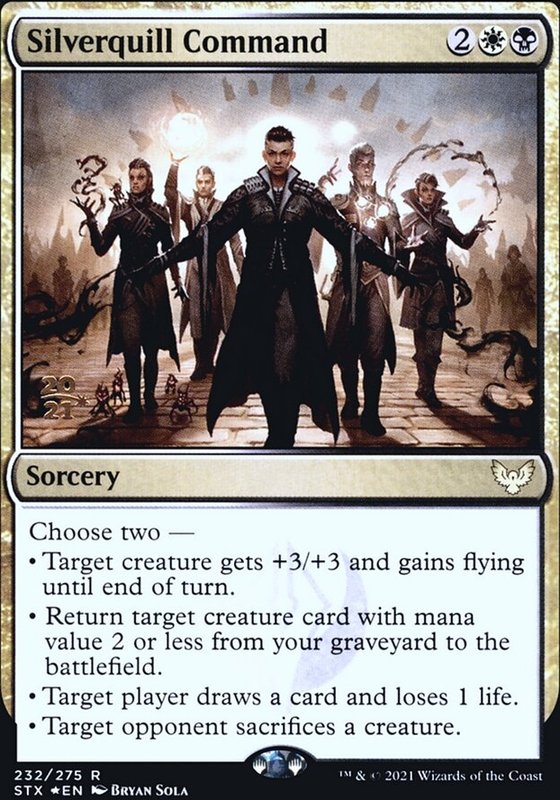 Silverquill Command 2
20
21
Sorcery
Choose two —
• Target creature gets +3/+3 and gains flying
until end of turn.
• Return target creature card with mana
value 2 or less from your graveyard to the
battlefield.
• Target player draws a card and loses 1 life.
• Target opponent sacrifices a creature.
232/275 R
STX ★ EN Bryan Sola
™ & © 2021 Wizards of the Coast